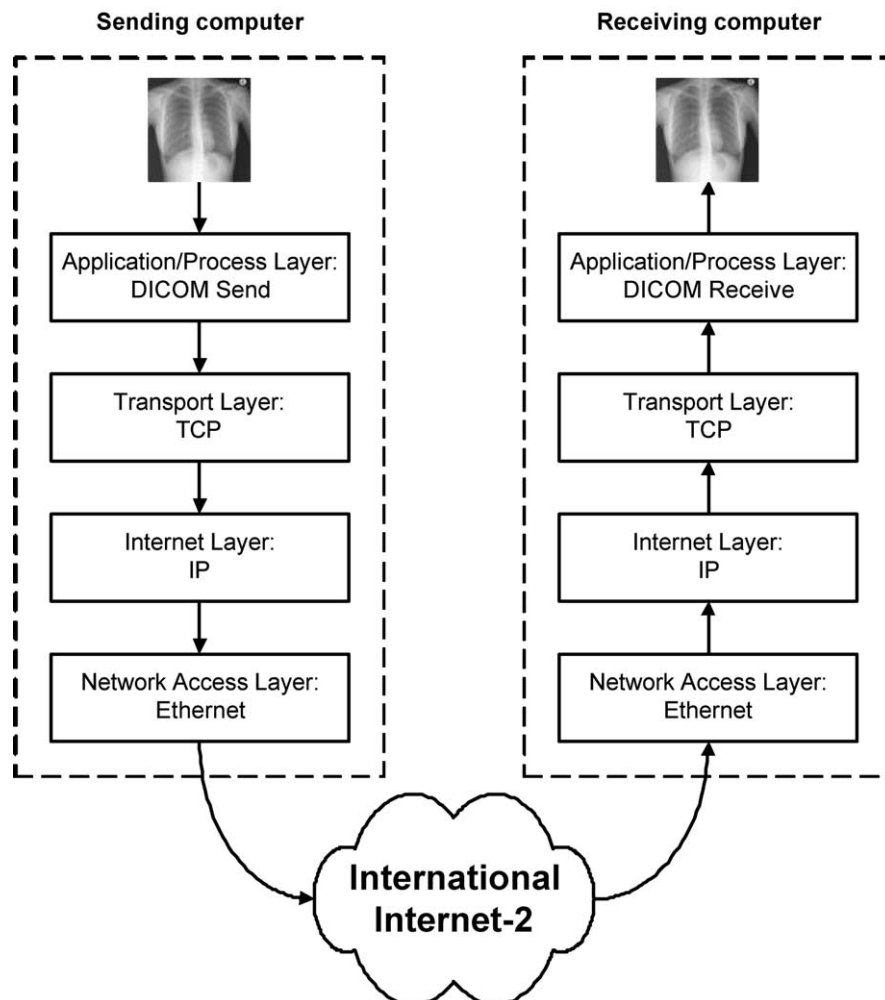 Sending computer
Application/Process Layer:
DICOM Send
Transport Layer:
TCP
Internet Layer:
IP
Network Access Layer:
Ethernet
Receiving computer
Application/Process Layer:
DICOM Receive
Transport Layer:
TCP
Internet Layer:
IP
Network Access Layer:
Ethernet
International
Internet-2